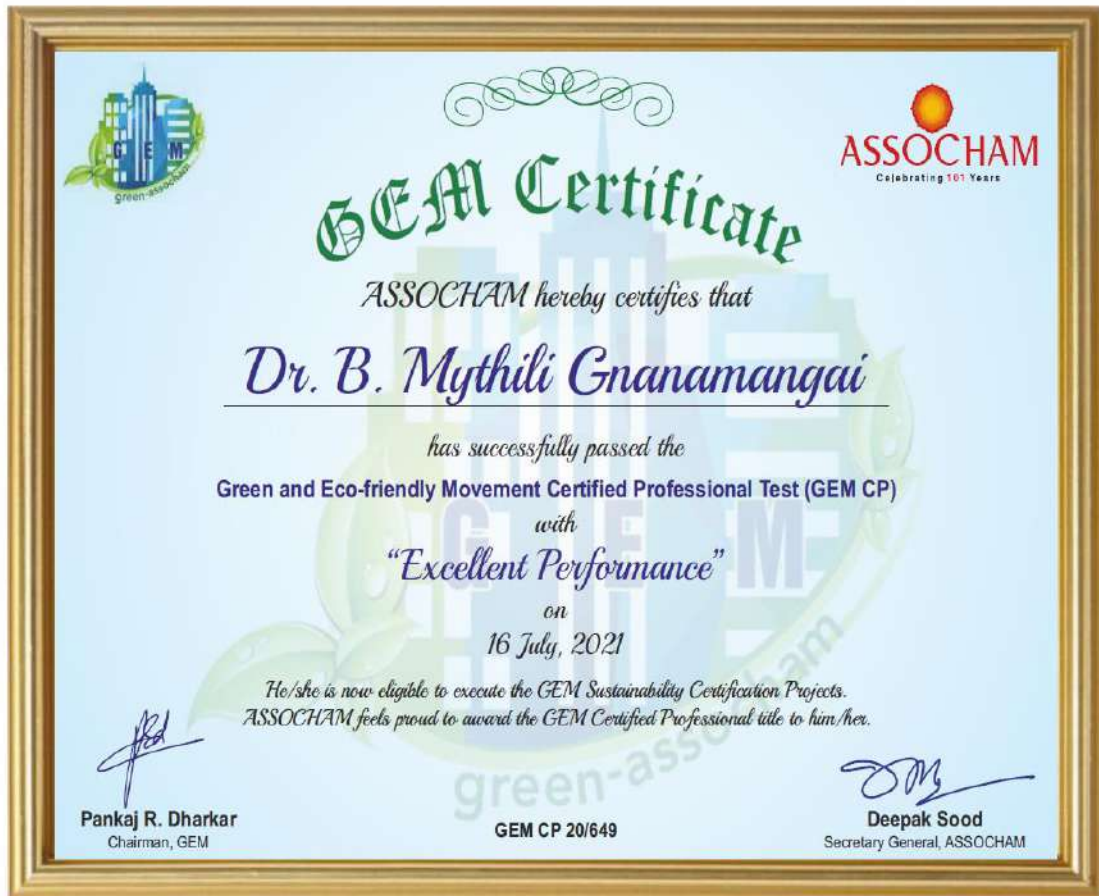 G E M
green-assocham
ASSOCHAM
Celebrating 101 Years
GEM Certificate
ASSOCHAM hereby certifies that
Dr. B. Mythili Gnanamangai
has successfully passed the
Green and Eco-friendly Movement Certified Professional Test (GEM CP)
with
“Excellent Performance”
on
16 July, 2021
He/she is now eligible to execute the GEM Sustainability Certification Projects.
ASSOCHAM feels proud to award the GEM Certified Professional title to him/her.
G E M
green-assocham
Pankaj R. Dharkar
Chairman, GEM
GEM CP 20/649
Deepak Sood
Secretary General, ASSOCHAM